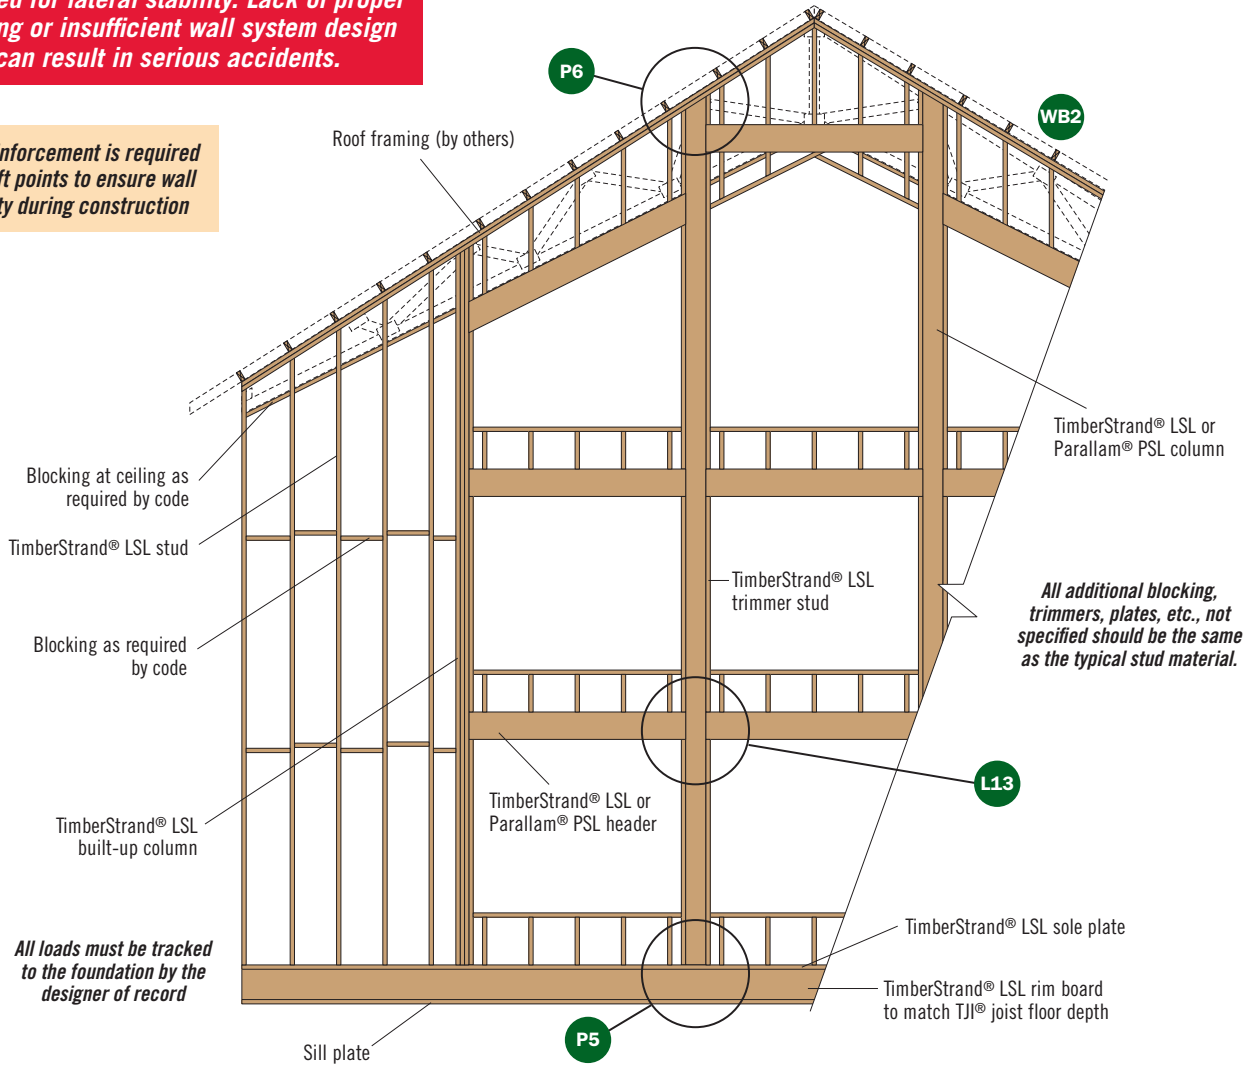 for lateral stability. Lack of proper
or insufficient wall system design
can result in serious accidents.
is required
points to ensure wall
during construction
P6
WB2
Roof framing (by others)
Blocking at ceiling as
required by code
TimberStrand® LSL stud
Blocking as required
by code
TimberStrand® LSL
built-up column
All loads must be tracked
to the foundation by the
designer of record
Sill plate
TimberStrand® LSL or
Parallam® PSL column
TimberStrand® LSL
trimmer stud
All additional blocking,
trimmers, plates, etc., not
specified should be the same
as the typical stud material.
L13
TimberStrand® LSL or
Parallam® PSL header
TimberStrand® LSL sole plate
TimberStrand® LSL rim board
to match TJI® joist floor depth
P5